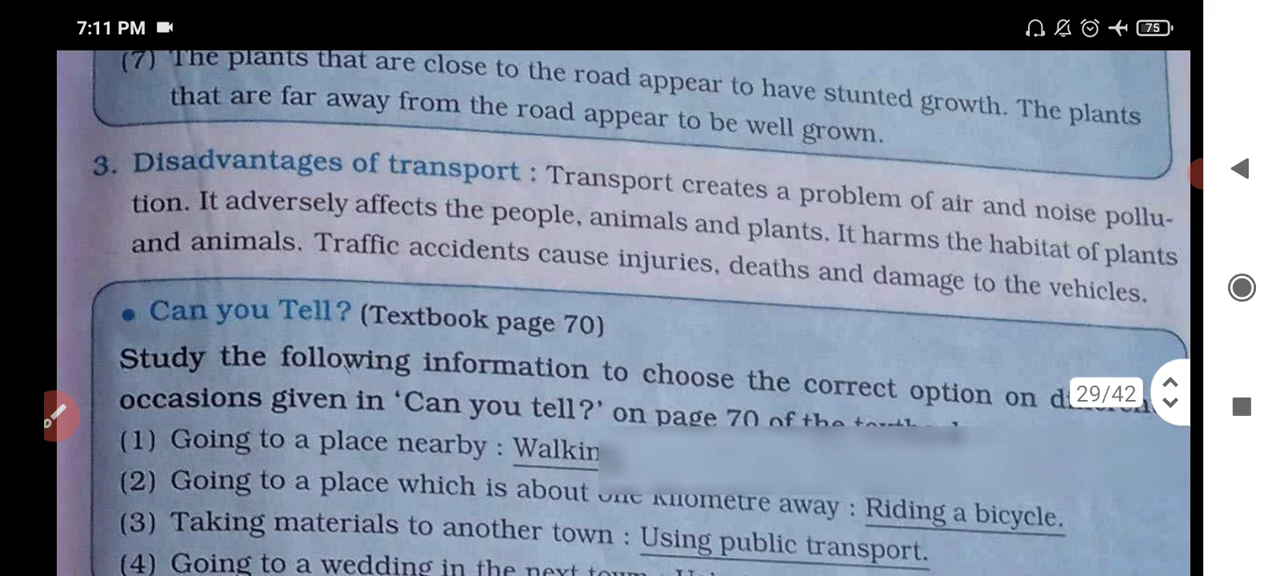 7:11 PM
75
(7) The plants that are close to the road appear to have stunted growth. The plants
that are far away from the road appear to be well grown.
3. Disadvantages of transport : Transport creates a problem of air and noise pollu-
tion. It adversely affects the people, animals and plants. It harms the habitat of plants
and animals. Traffic accidents cause injuries, deaths and damage to the vehicles.
• Can you Tell? (Textbook page 70)
Study the following information to choose the correct option on
29/42
occasions given in ‘Can you tell?’ on page 70 of the
(1) Going to a place nearby : Walkin
(2) Going to a place which is about one kilometre away : Riding a bicycle.
(3) Taking materials to another town : Using public transport.
(4) Going to a wedding in the next town :